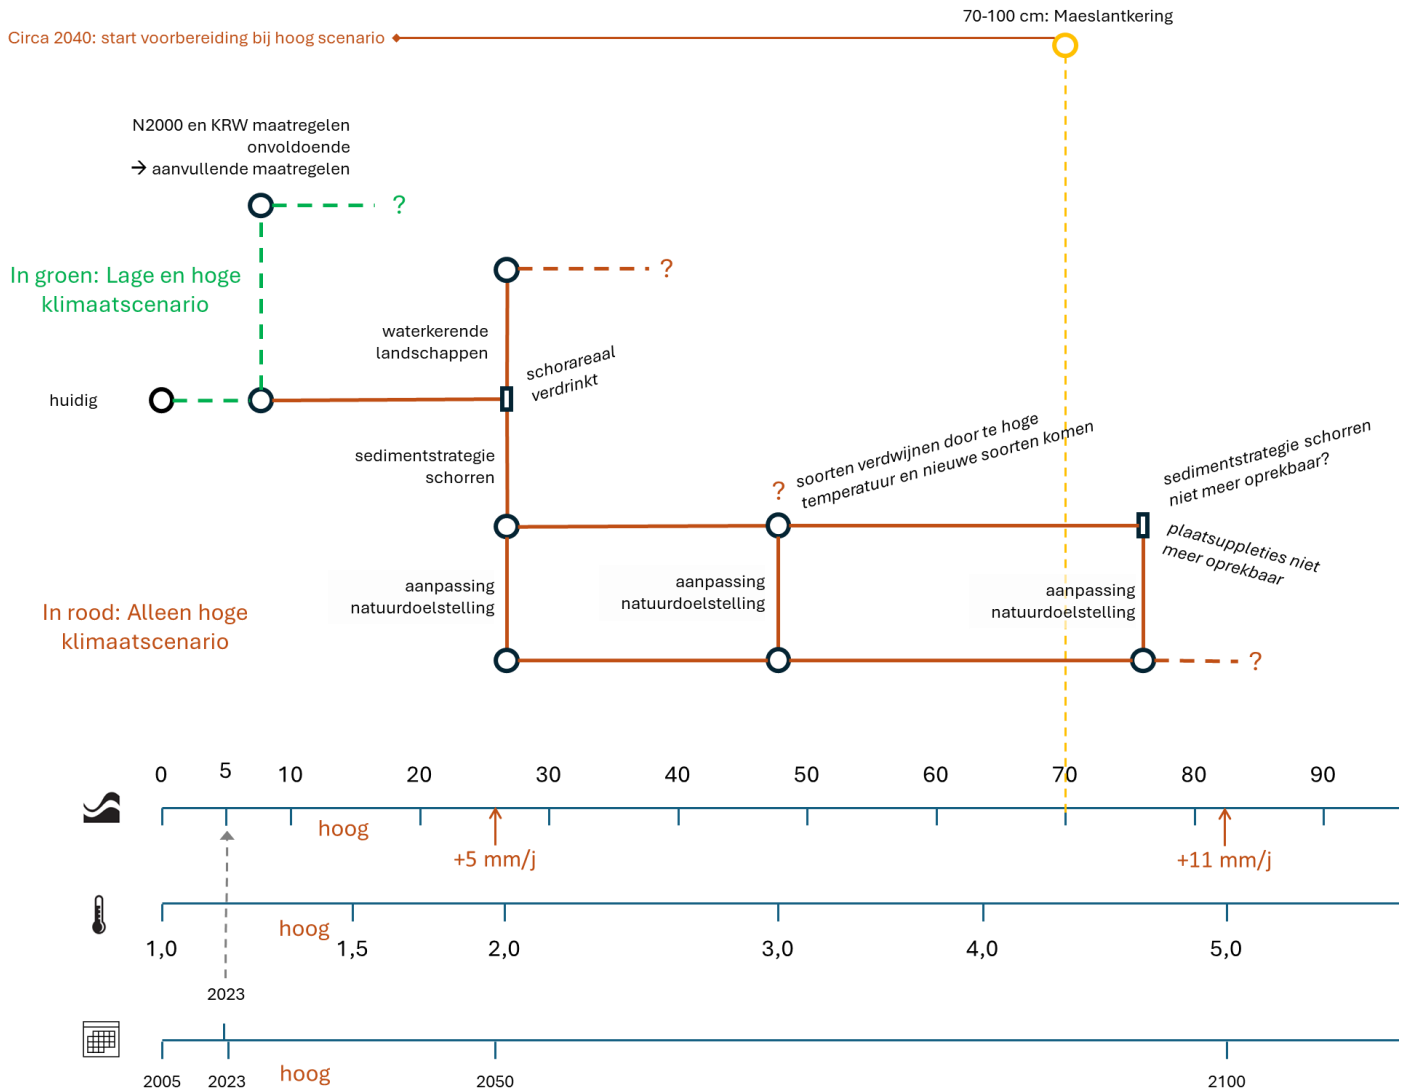 70-100 cm: Maeslantkering
Circa 2040: start voorbereiding bij hoog scenario
N2000 en KRW maatregelen
onvoldoende
→ aanvullende maatregelen
?
?
In groen: Lage en hoge
klimaatscenario
waterkerende
landschappen
schorareaal
verdrinkt
huidig
sedimentstrategie
schorren
?
soorten verdwijnen door te hoge
temperatuur en nieuwe soorten komen
sedimentstrategie schorren
niet meer oprekbaar?
plaatsuppleties niet
meer oprekbaar
aanpassing
natuurdoelstelling
aanpassing
natuurdoelstelling
aanpassing
natuurdoelstelling
In rood: Alleen hoge
klimaatscenario
?
0 5 10 20 30 40 50 60 70 80 90
hoog
+5 mm/j
+11 mm/j
hoog
1,0 1,5 2,0 3,0 4,0 5,0
2023
hoog
2005 2023 2050 2100